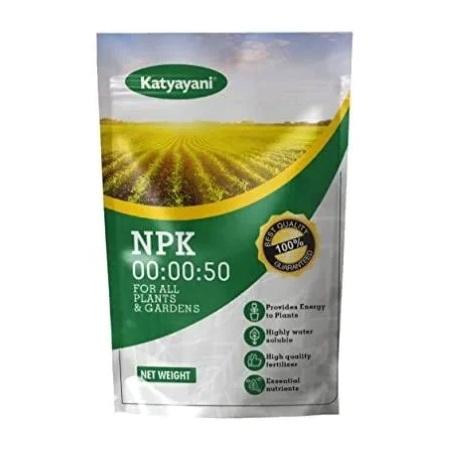 Katyayani
BEST QUALITY
100%
GUARANTEED
NPK
00:00:50
FOR ALL
PLANTS
& GARDENS
Provides Energy
to Plants
Highly water
soluble
High quality
fertilizer
Essential
nutrients
NET WEIGHT